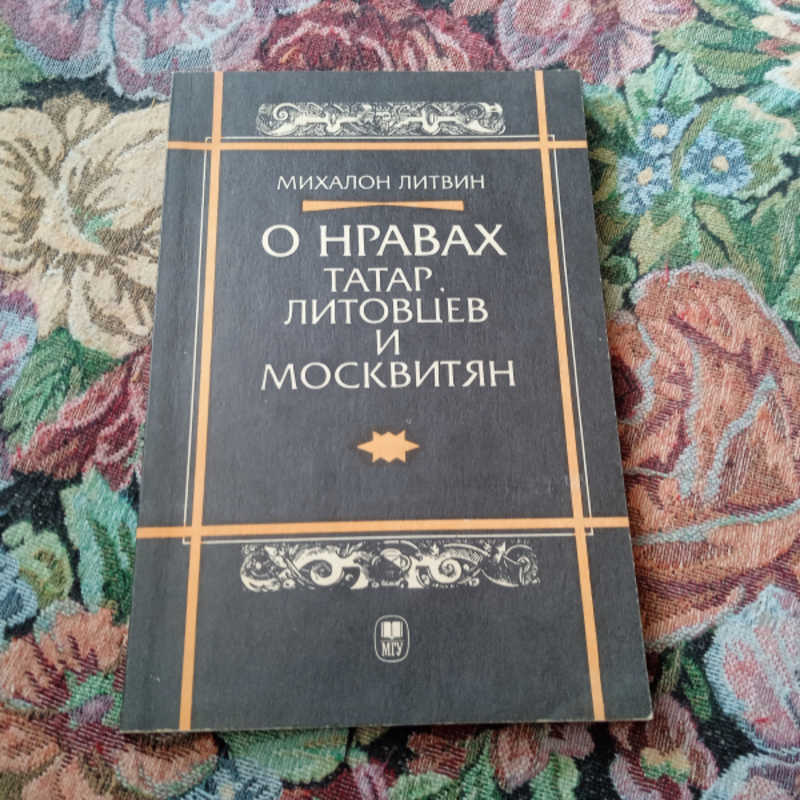 МИХАЛОН ЛИТВИН
О НРАВАХ
ТАТАР,
ЛИТОВЦЕВ
И
МОСКВИТЯН
МГУ